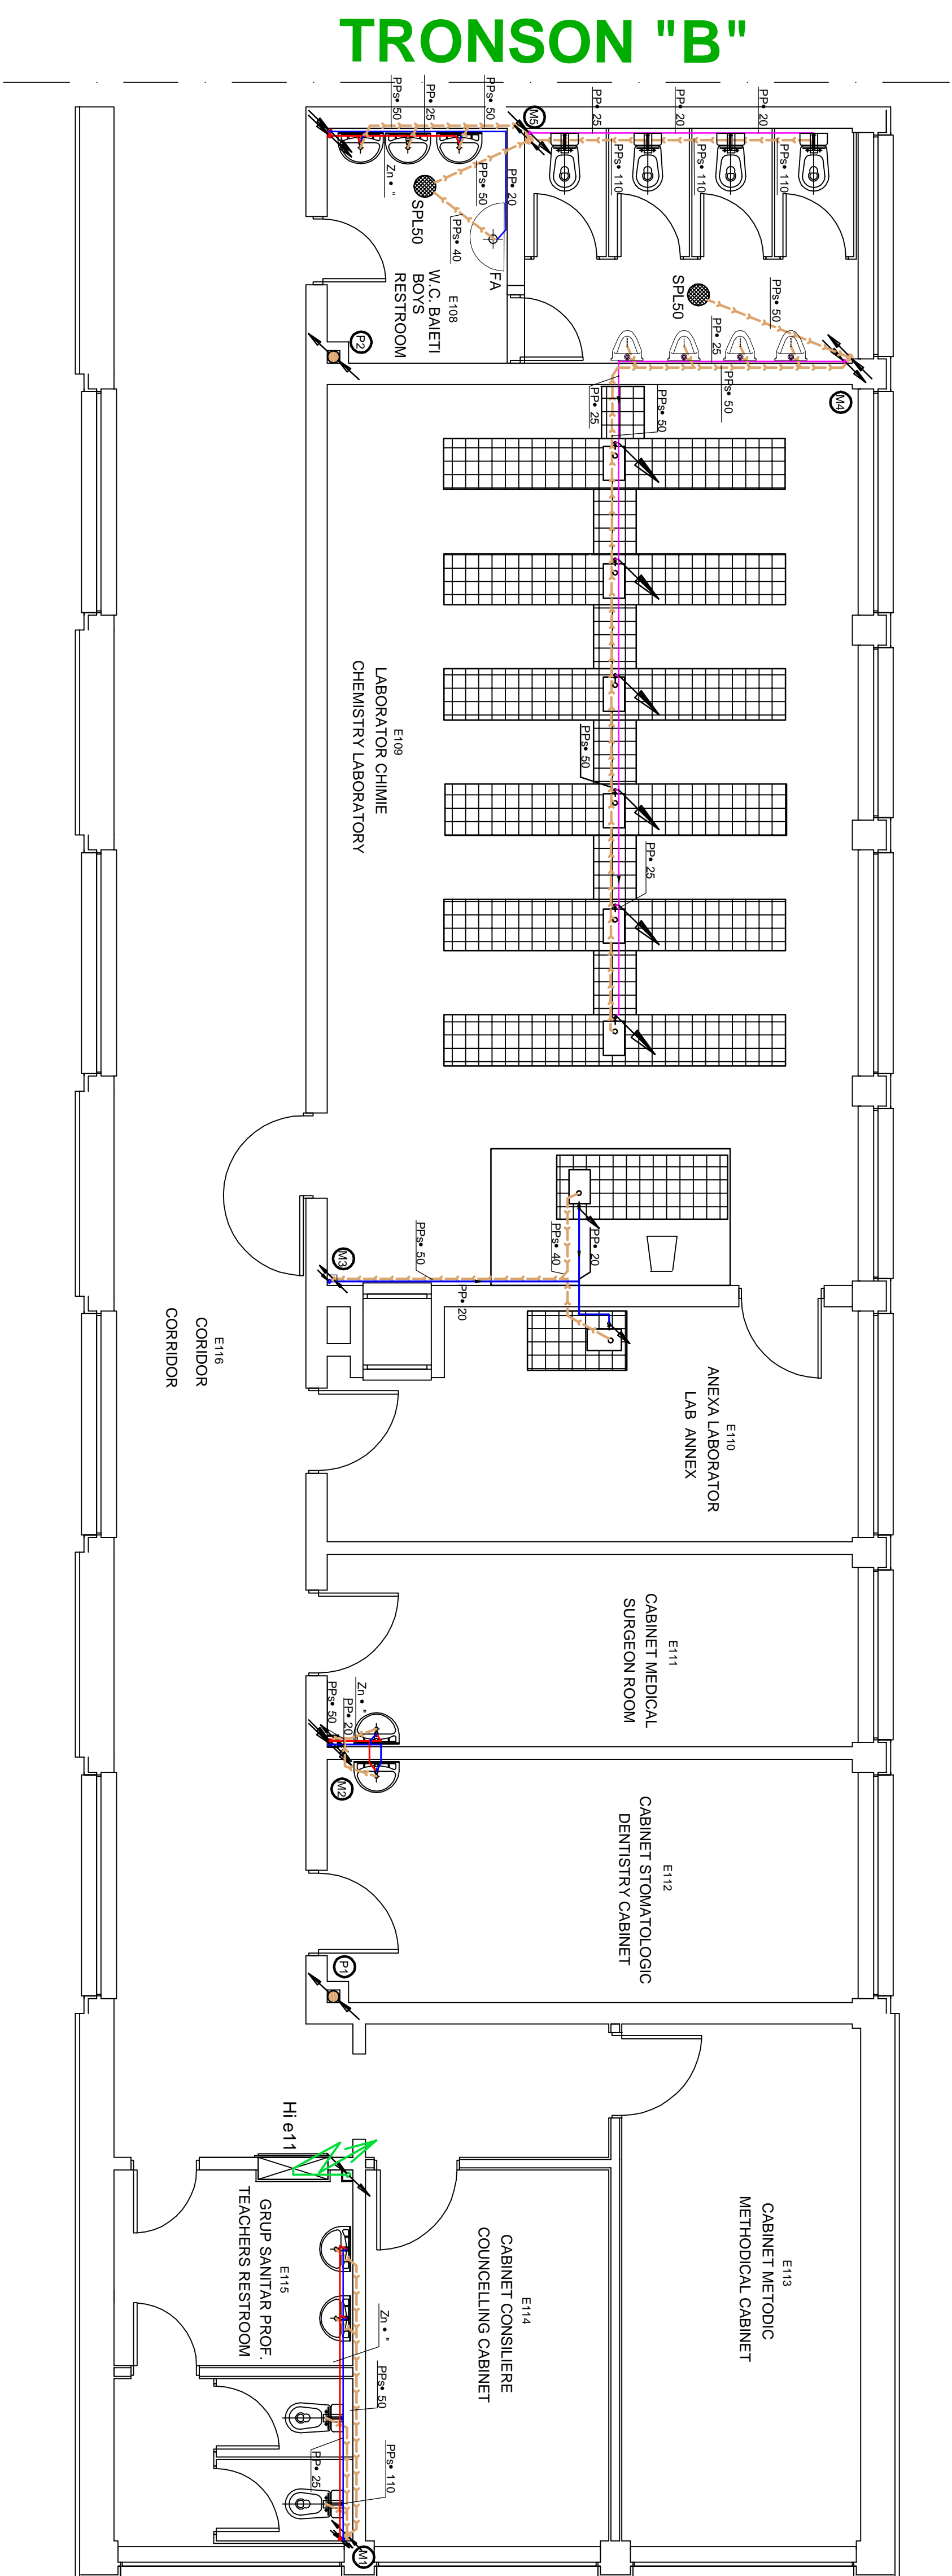 TRONSON "B"
PPs• 50
PP• 25
PPs• 50
M5
PP• 25
PP• 20
PP• 20
Zn • "
PPs• 50
PP• 20
PPs• 110
PPs• 110
PPs• 110
SPL50
PPs• 40
FA
SPL50
PPs• 50
E108
W.C. BAIETI
BOYS
RESTROOM
P2
PP• 25
PPs• 50
M4
PP• 25
PPs• 50
E109
LABORATOR CHIMIE
CHEMISTRY LABORATORY
PPs• 50
PP• 25
M3
PPs• 50
PP• 20
PPs• 40
PP• 20
E116
CORIDOR
CORRIDOR
E110
ANEXA LABORATOR
LAB ANNEX
E111
CABINET MEDICAL
SURGEON ROOM
PPs• 50
PP• 20
Zn • "
M2
E112
CABINET STOMATOLOGIC
DENTISTRY CABINET
P1
Hi e11
E113
CABINET METODIC
METHODICAL CABINET
E114
CABINET CONSILIERE
COUNCELLING CABINET
E115
GRUP SANITAR PROF.
TEACHERS RESTROOM
Zn • "
PPs• 50
PP• 25
PPs• 110
M1